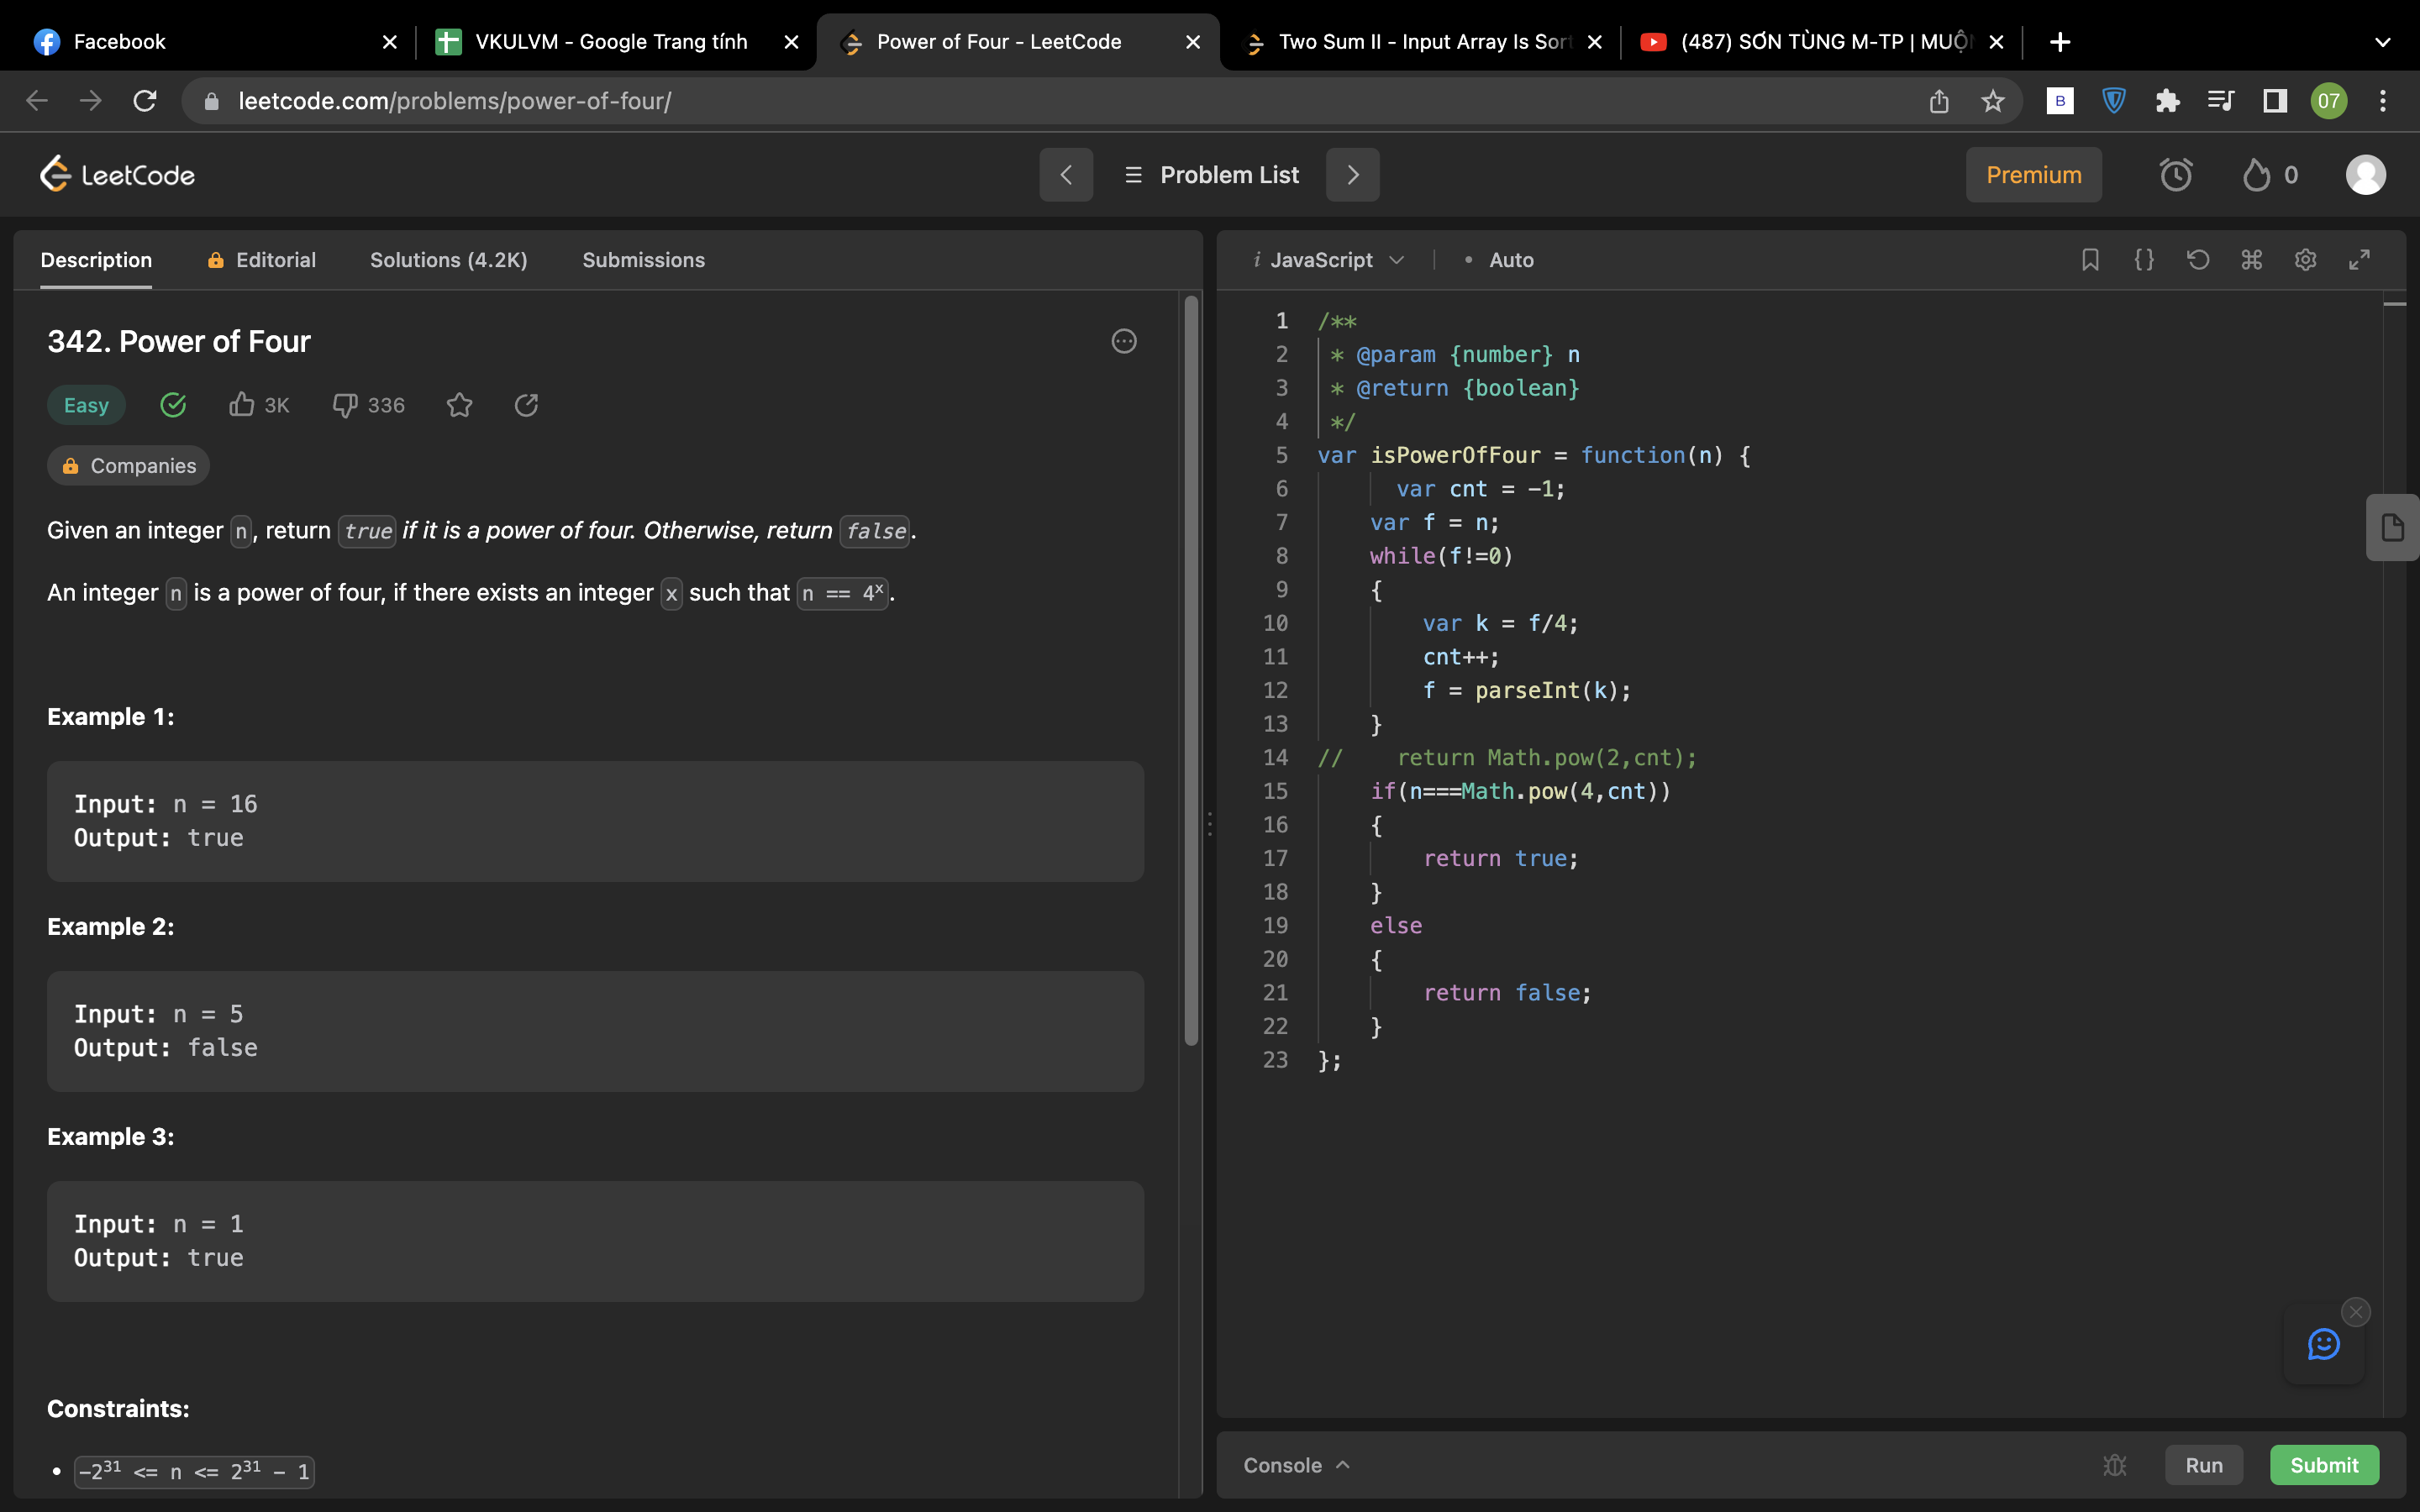 Facebook
VKULVM - Google Trang tính
Power of Four - LeetCode
Two Sum II - Input Array Is Sort
(487) SƠN TÙNG M-TP | MUỘN
leetcode.com/problems/power-of-four/
B
07
LeetCode
Problem List
Premium
0
Description
Editorial
Solutions (4.2K)
Submissions
342. Power of Four
Easy
3K
336
Companies
Given an integer n, return true if it is a power of four. Otherwise, return false.
An integer n is a power of four, if there exists an integer x such that n == 4ˣ.
Example 1:
Input: n = 16
Output: true
Example 2:
Input: n = 5
Output: false
Example 3:
Input: n = 1
Output: true
Constraints:
• -2³¹ <= n <= 2³¹ - 1
i JavaScript
• Auto
1 /**
2 * @param {number} n
3 * @return {boolean}
4 */
5 var isPowerOfFour = function(n) {
6 var cnt = -1;
7 var f = n;
8 while(f!=0)
9 {
10 var k = f/4;
11 cnt++;
12 f = parseInt(k);
13 }
14 // return Math.pow(2,cnt);
15 if(n===Math.pow(4,cnt))
16 {
17 return true;
18 }
19 else
20 {
21 return false;
22 }
23 };
Console
Run
Submit